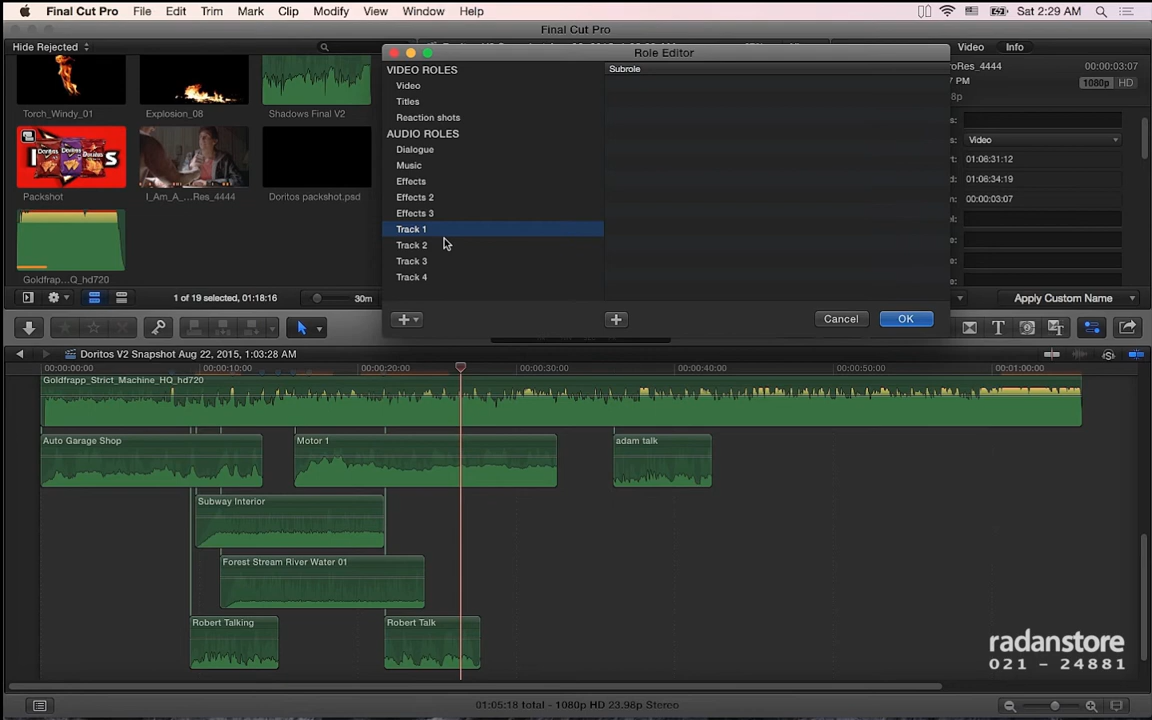 Final Cut Pro File Edit Trim Mark Clip Modify View Window Help Sat 2:29 AM
Final Cut Pro
Hide Rejected
Role Editor
Video Info
VIDEO ROLES
Subrole
Video
Titles
Reaction shots
AUDIO ROLES
Dialogue
Music
Effects
Effects 2
Effects 3
Track 1
Track 2
Track 3
Track 4
Cancel OK
Torch_Windy_01 Explosion_08 Shadows Final V2
Packshot I_Am_A_...Res_4444 Doritos packshot.psd
Goldfrapp...Q_hd720
roRes_4444 00:00:03:07
7 PM 1080p HD
Video
01:06:31:12
01:06:34:19
00:00:03:07
1 of 19 selected, 01:18:16 30m
Apply Custom Name
Doritos V2 Snapshot Aug 22, 2015, 1:03:28 AM
00:00:00:00 00:00:10:00 00:00:20:00 00:00:30:00 00:00:40:00 00:00:50:00 00:01:00:00
Goldfrapp_Strict_Machine_HQ_hd720
Auto Garage Shop Motor 1 adam talk
Subway Interior
Forest Stream River Water 01
Robert Talking Robert Talk
radanstore
021 - 24881
01:05:18 total - 1080p HD 23.98p Stereo